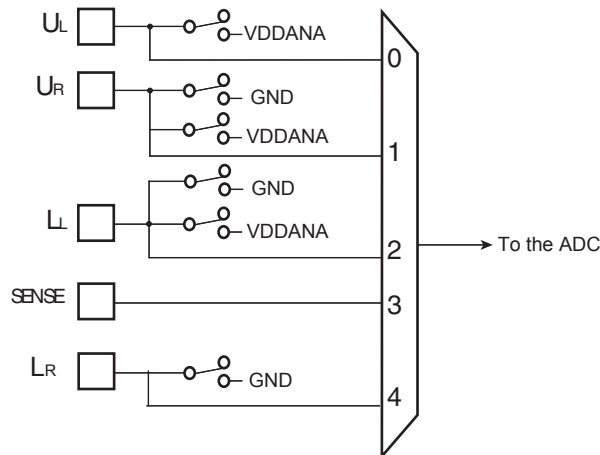 UL
VDDANA
0
UR
GND
VDDANA
1
GND
LL
VDDANA
2
To the ADC
SENSE
3
LR
GND
4